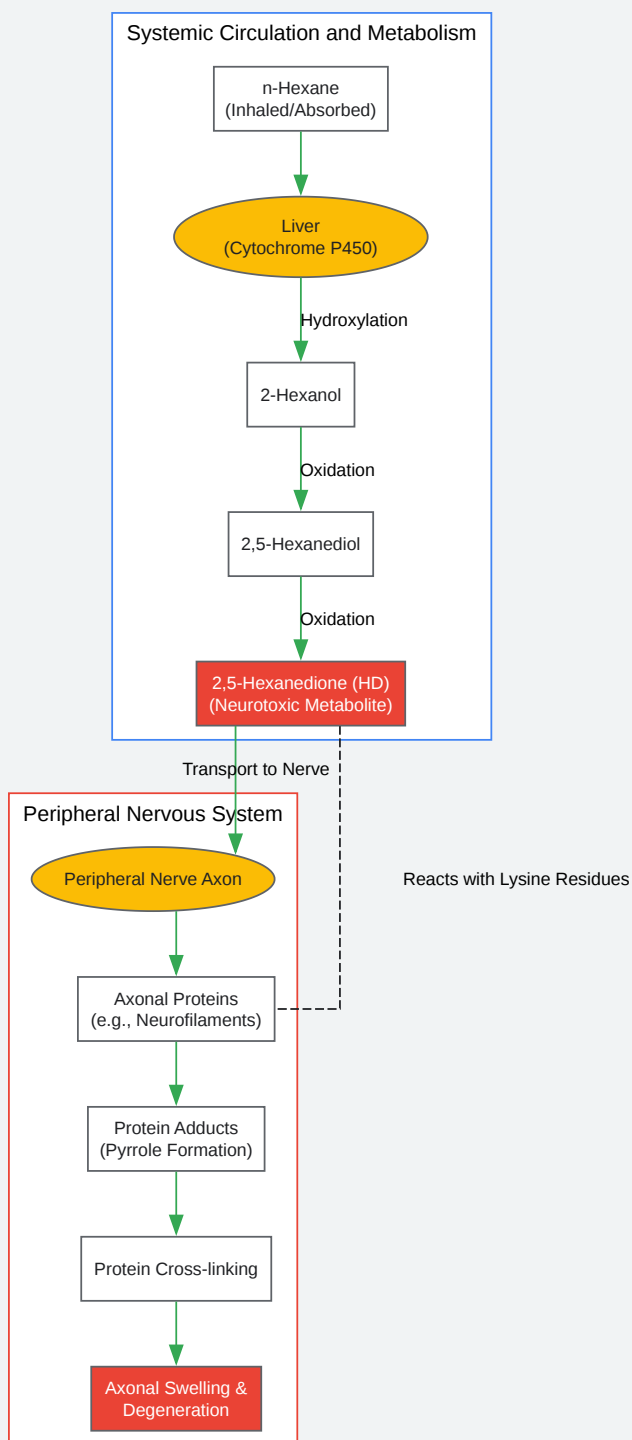 Systemic Circulation and Metabolism
n-Hexane
(Inhaled/Absorbed)
Liver
(Cytochrome P450)
Hydroxylation
2-Hexanol
Oxidation
2,5-Hexanediol
Oxidation
2,5-Hexanedione (HD)
(Neurotoxic Metabolite)
Transport to Nerve
Peripheral Nervous System
Peripheral Nerve Axon
Reacts with Lysine Residues
Axonal Proteins
(e.g., Neurofilaments)
Protein Adducts
(Pyrrole Formation)
Protein Cross-linking
Axonal Swelling &
Degeneration